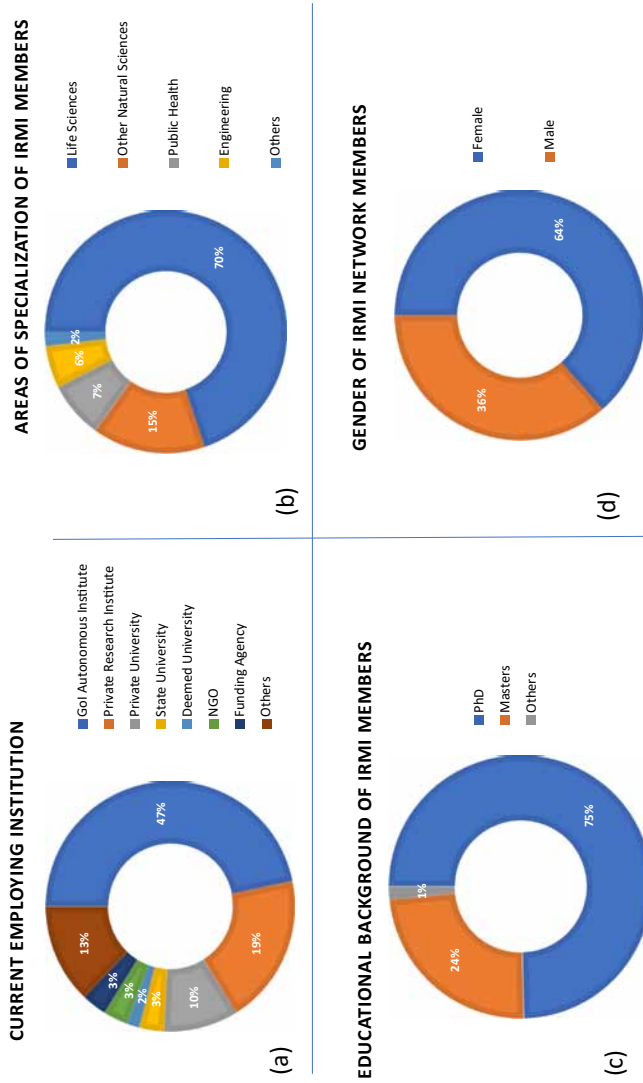 CURRENT EMPLOYING INSTITUTION
47%
19%
10%
3%
2%
3%
3%
13%
GoI Autonomous Institute
Private Research Institute
Private University
State University
Deemed University
NGO
Funding Agency
Others
(a)
AREAS OF SPECIALIZATION OF IRMI MEMBERS
70%
15%
7%
6%
2%
Life Sciences
Other Natural Sciences
Public Health
Engineering
Others
(b)
EDUCATIONAL BACKGROUND OF IRMI MEMBERS
75%
24%
1%
PhD
Masters
Others
(c)
GENDER OF IRMI NETWORK MEMBERS
64%
36%
Female
Male
(d)